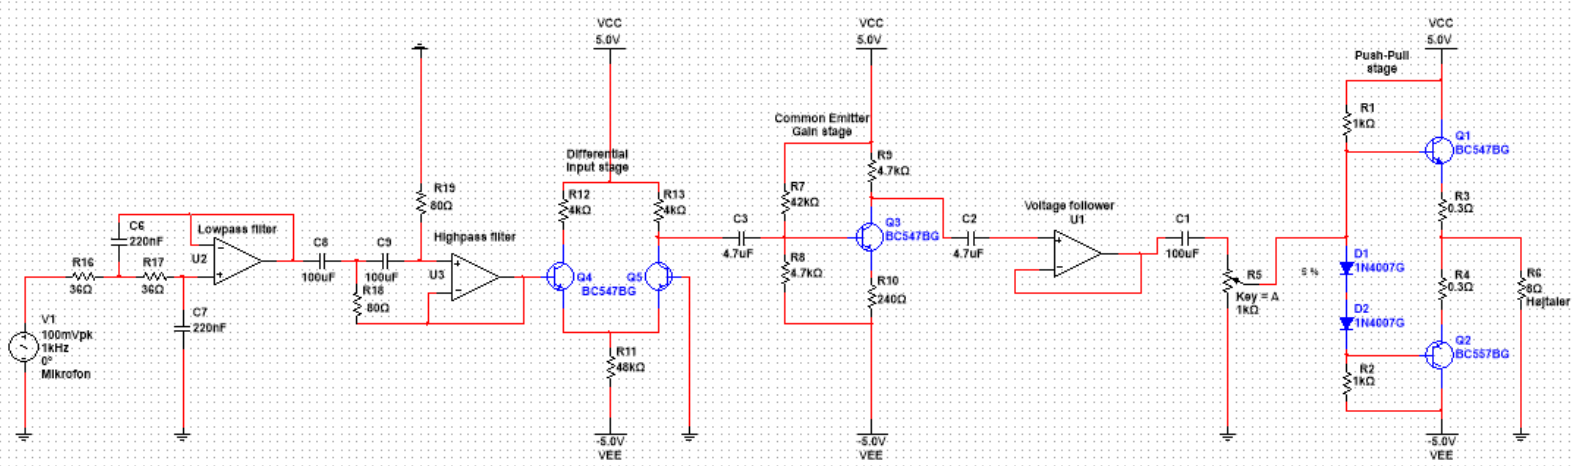 VCC
5.0V
VCC
5.0V
VCC
5.0V
Push-Pull
stage
R1
1kΩ
Common Emitter
Gain stage
Q1
BC547BG
Differential
Input stage
R9
4.7kΩ
R19
80Ω
R12
4kΩ
R13
4kΩ
R7
42kΩ
R3
0.3Ω
Voltage follower
U1
C6
220nF
Lowpass filter
U2
C8
100uF
C9
100uF
Highpass filter
U3
C3
4.7uF
Q3
BC547BG
C2
4.7uF
C1
100uF
R16
36Ω
R17
36Ω
R18
80Ω
Q4
Q5
BC547BG
R8
4.7kΩ
R10
240Ω
R5
Key = A
1kΩ
5 %
D1
1N4007G
R4
0.3Ω
R6
8Ω
Højtaler
V1
100mVpk
1kHz
0°
Mikrofon
C7
220nF
D2
1N4007G
Q2
BC557BG
R11
48kΩ
R2
1kΩ
-5.0V
VEE
-5.0V
VEE
-5.0V
VEE